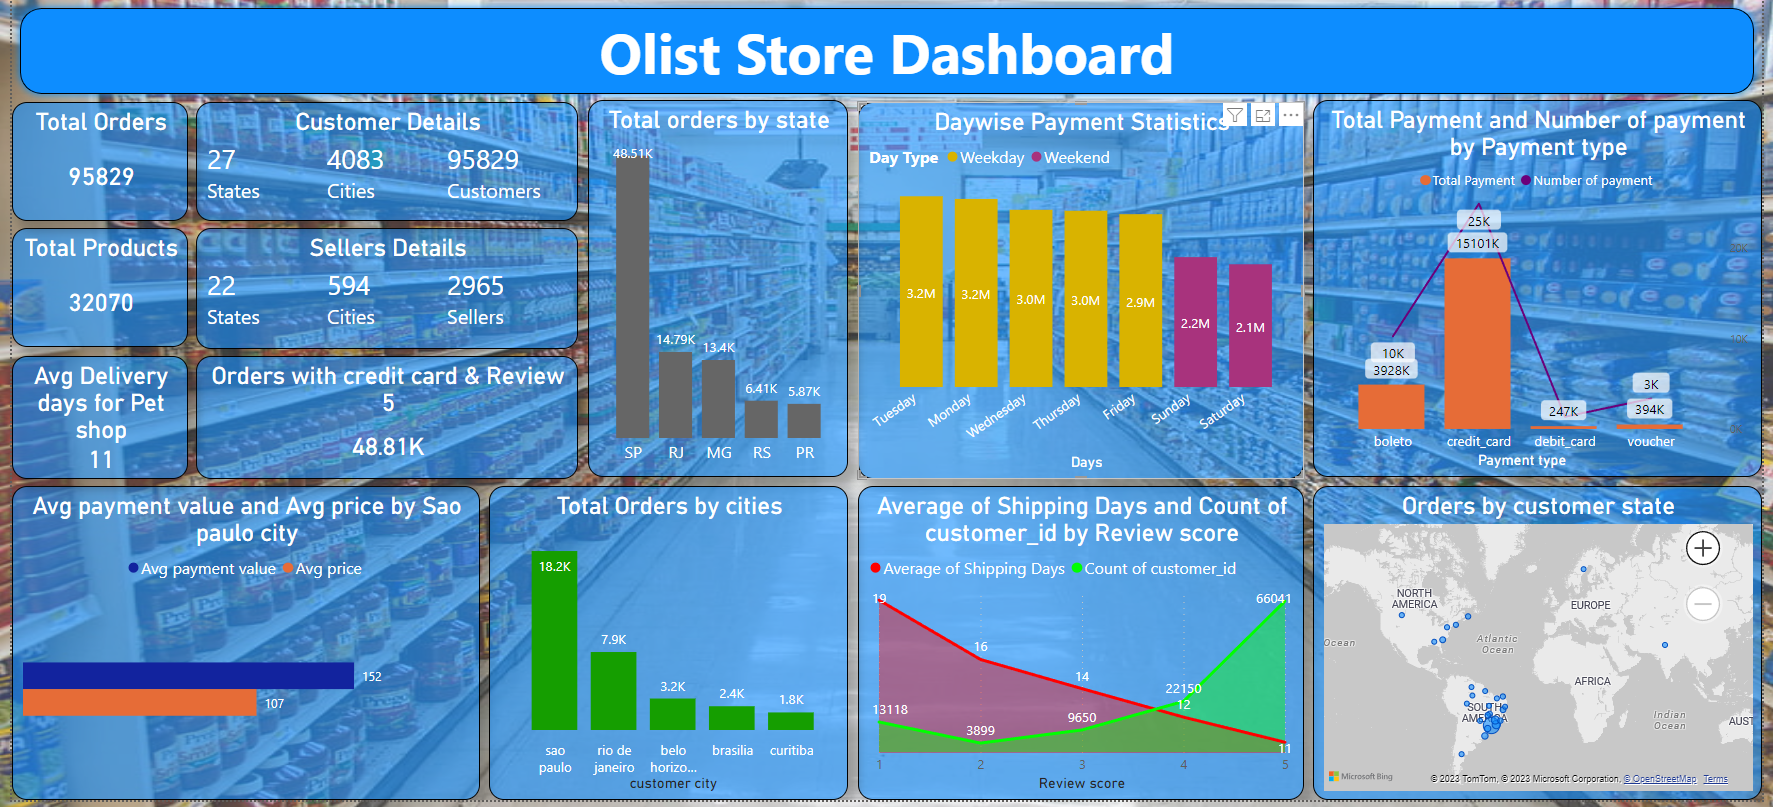 Olist Store Dashboard
Total Orders
95829
Customer Details
27 4083 95829
States Cities Customers
Total Products
32070
Sellers Details
22 594 2965
States Cities Sellers
Avg Delivery
days for Pet
shop
11
Orders with credit card & Review
5
48.81K
Total orders by state
48.51K
14.79K
13.4K
6.41K
5.87K
SP RJ MG RS PR
Daywise Payment Statistics
Day Type Weekday Weekend
3.2M 3.2M 3.0M 3.0M 2.9M 2.2M 2.1M
Tuesday Monday Wednesday Thursday Friday Sunday Saturday
Days
Total Payment and Number of payment
by Payment type
Total Payment Number of payment
25K
15101K
20K
10K
10K
3928K
3K
247K
394K
0K
boleto credit_card debit_card voucher
Payment type
Avg payment value and Avg price by Sao
paulo city
Avg payment value Avg price
152
107
Total Orders by cities
18.2K
7.9K
3.2K
2.4K
1.8K
sao rio de belo brasilia curitiba
paulo janeiro horizo...
customer city
Average of Shipping Days and Count of
customer_id by Review score
Average of Shipping Days Count of customer_id
19
66041
16
14
22150
13118
12
9650
3899
11
1 2 3 4 5
Review score
Orders by customer state
NORTH
AMERICA
EUROPE
Ocean
Atlantic
Ocean
AFRICA
SOUTH
AMERICA
Indian
Ocean
AUST
Microsoft Bing
© 2023 TomTom, © 2023 Microsoft Corporation, © OpenStreetMap Terms